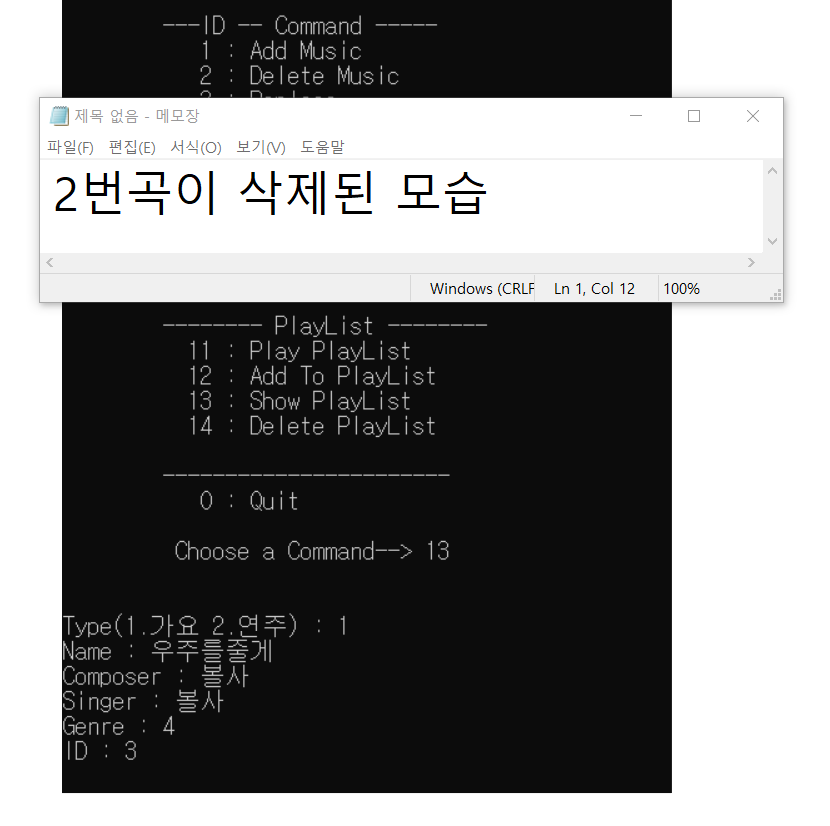 ---ID -- Command -----
1 : Add Music
2 : Delete Music
제목 없음 - 메모장
파일(F) 편집(E) 서식(O) 보기(V) 도움말
2번곡이 삭제된 모습
Windows (CRLF Ln 1, Col 12 100%
-------- PlayList --------
11 : Play PlayList
12 : Add To PlayList
13 : Show PlayList
14 : Delete PlayList
-----------------------
0 : Quit
Choose a Command--> 13
Type(1.가요 2.연주) : 1
Name : 우주를줄게
Composer : 볼사
Singer : 볼사
Genre : 4
ID : 3